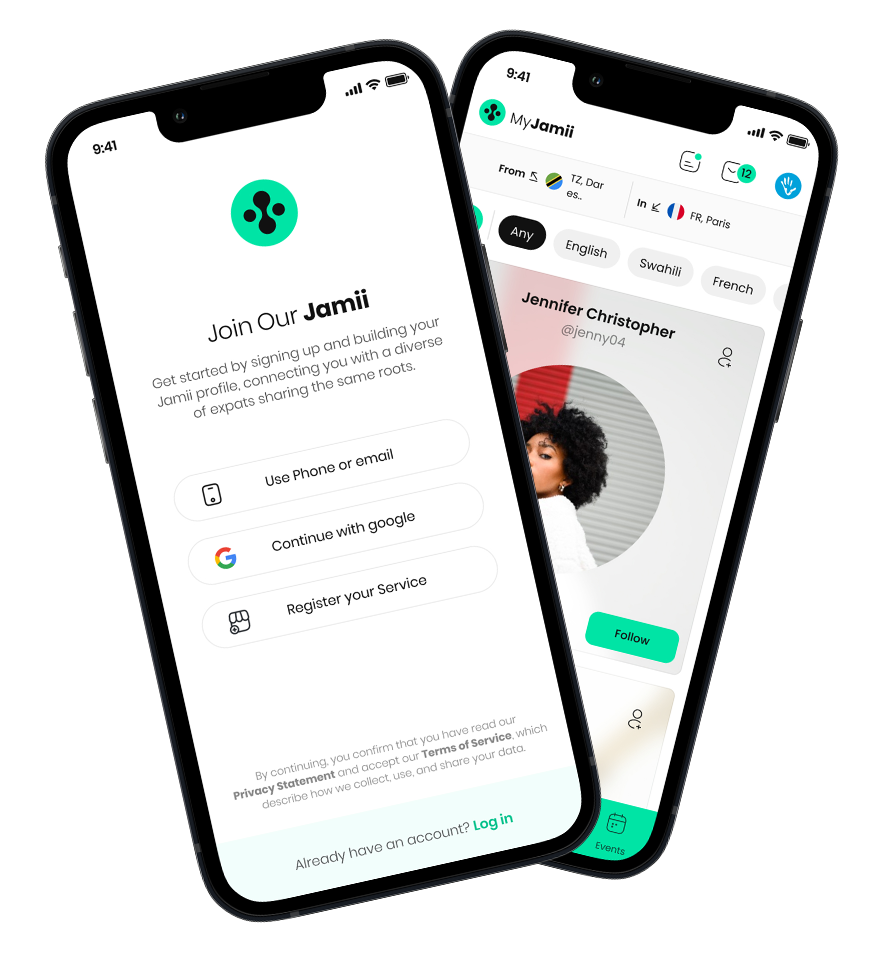 9:41
Join Our Jamii
Get started by signing up and building your
Jamii profile, connecting you with a diverse
of expats sharing the same roots.
Use Phone or email
Continue with google
Register your Service
By continuing, you confirm that you have read our
Privacy Statement and accept our Terms of Service, which
describe how we collect, use, and share your data.
Already have an account? Log in
9:41
MyJamii
12
From
TZ, Dar
es..
In
FR, Paris
Any
English
Swahili
French
Jennifer Christopher
@jenny04
Follow
Events